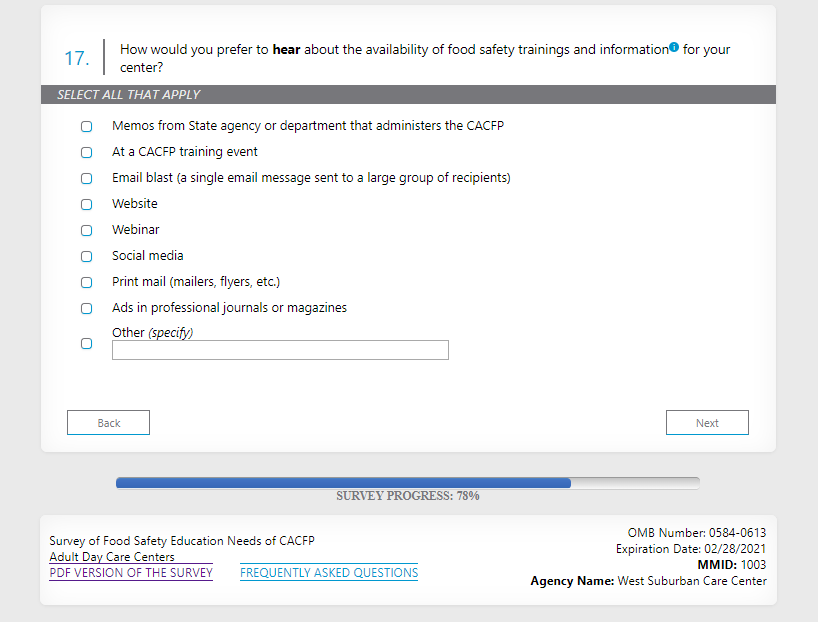 17.
How would you prefer to hear about the availability of food safety trainings and informationi for your
center?
SELECT ALL THAT APPLY
Memos from State agency or department that administers the CACFP
At a CACFP training event
Email blast (a single email message sent to a large group of recipients)
Website
Webinar
Social media
Print mail (mailers, flyers, etc.)
Ads in professional journals or magazines
Other (specify)
Back
Next
SURVEY PROGRESS: 78%
Survey of Food Safety Education Needs of CACFP
Adult Day Care Centers
PDF VERSION OF THE SURVEY
FREQUENTLY ASKED QUESTIONS
OMB Number: 0584-0613
Expiration Date: 02/28/2021
MMID: 1003
Agency Name: West Suburban Care Center